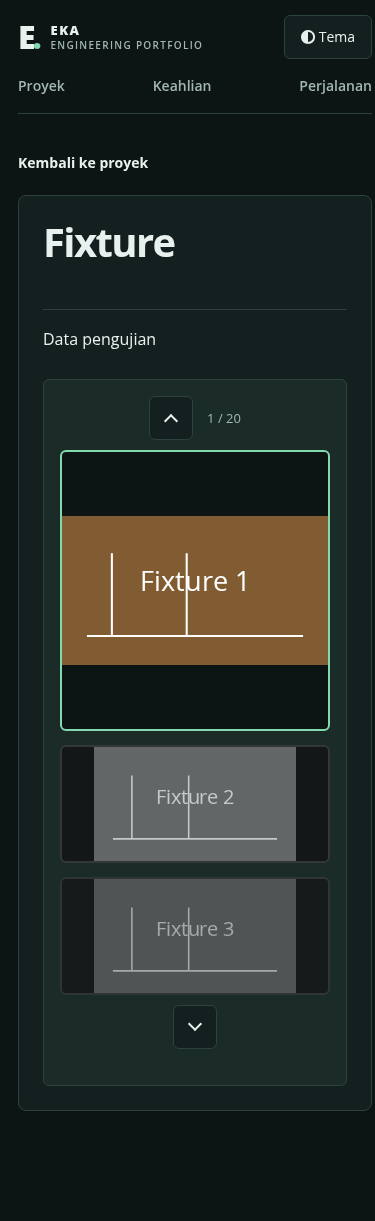 E.
EKA
ENGINEERING PORTFOLIO
Tema
Proyek
Keahlian
Perjalanan
Kembali ke proyek
Fixture
Data pengujian
1 / 20
Fixture 1
Fixture 2
Fixture 3